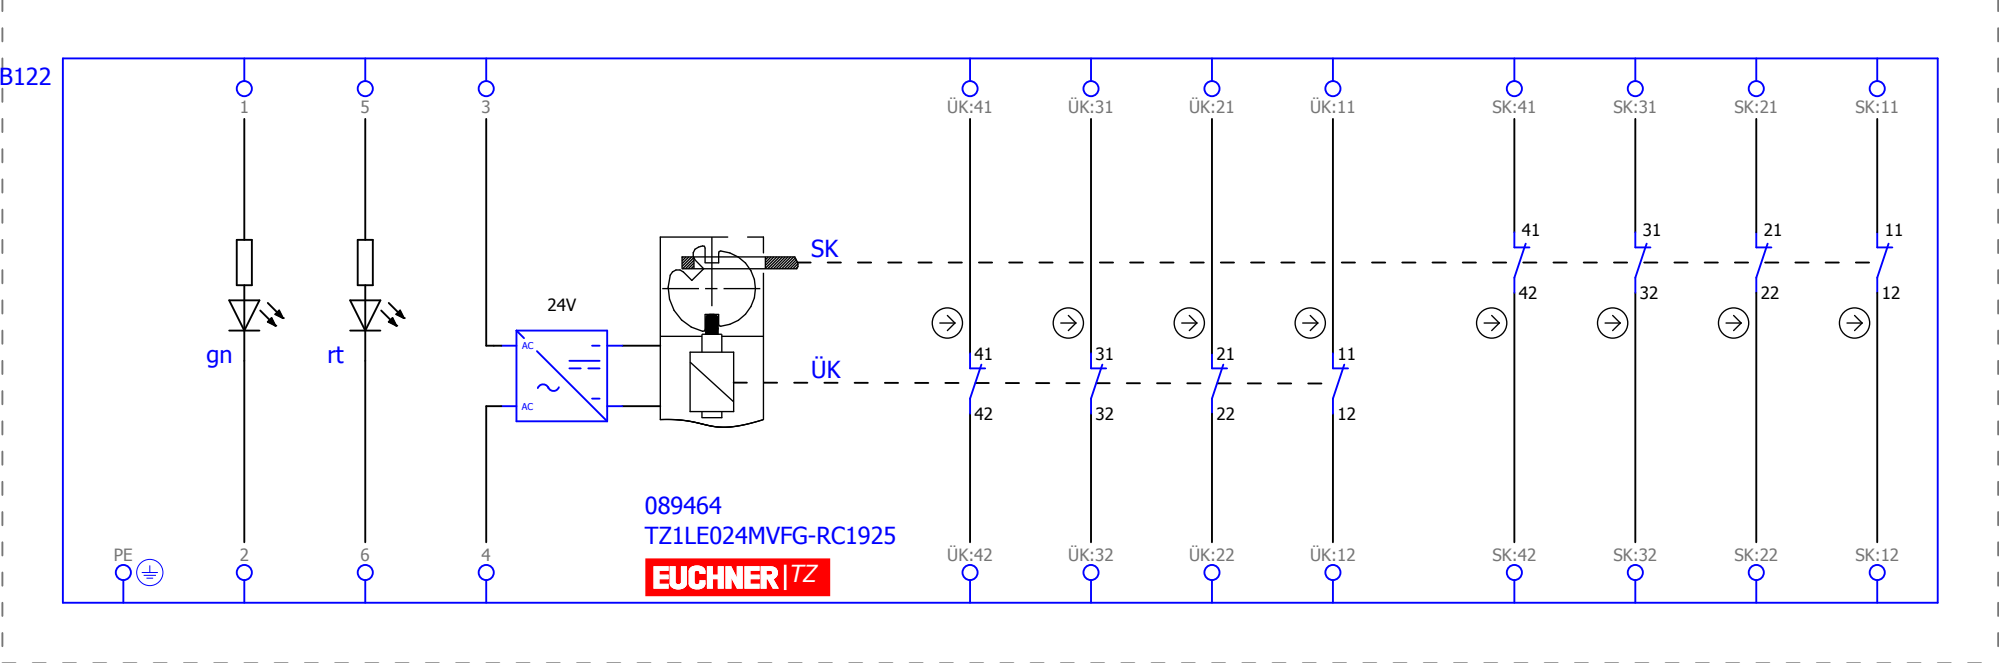 B122
1
5
3
ÜK:41
ÜK:31
ÜK:21
ÜK:11
SK:41
SK:31
SK:21
SK:11
41
31
21
11
SK
42
32
22
12
24V
gn
rt
AC
AC
ÜK
41
31
21
11
42
32
22
12
089464
TZ1LE024MVFG-RC1925
PE
2
6
4
ÜK:42
ÜK:32
ÜK:22
ÜK:12
SK:42
SK:32
SK:22
SK:12
EUCHNER|TZ